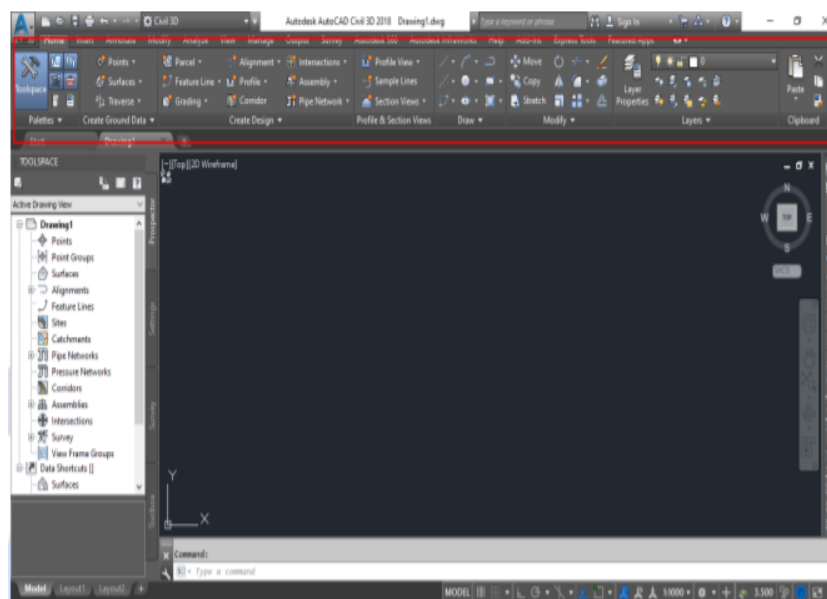 Civil 3D Autodesk AutoCAD Civil 3D 2018 Drawing1.dwg Type a keyword or phrase Sign In
Home Insert Annotate Modify Analyze View Manage Output Survey Autodesk 360 Help Add-ins Express Tools Featured Apps
Toolspace
Points Parcel Alignment Intersections Profile View Move
Surfaces Feature Line Profile Assembly Sample Lines Copy
Traverse Grading Corridor Pipe Network Section Views Stretch
0
Layer Properties
Paste
Palettes Create Ground Data Create Design Profile & Section Views Draw Modify Layers Clipboard
Start Drawing1
TOOLSPACE
[-][Top][2D Wireframe]
Active Drawing View
Drawing1
Points
Point Groups
Surfaces
Alignments
Feature Lines
Sites
Catchments
Pipe Networks
Pressure Networks
Corridors
Assemblies
Intersections
Survey
View Frame Groups
Data Shortcuts []
Surfaces
Prospector
Settings
Survey
Toolbox
N
W TOP E
S
WCS
Y
X
Command:
Type a command
Model Layout1 Layout2 +
MODEL 1:1000 3.500